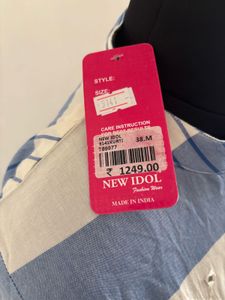 STYLE:
SIZE:
CARE INSTRUCTION
NEW IDOL
38.M
₹ 1249.00
NEW IDOL
Fashion Wear
MADE IN INDIA